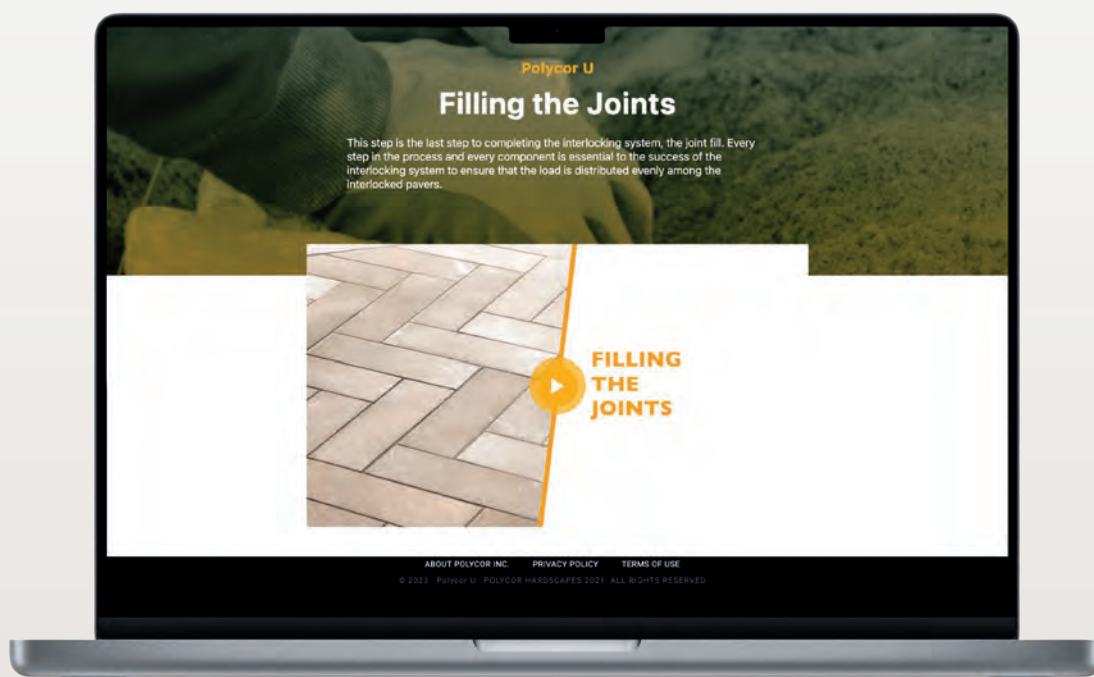 Polycor U
Filling the Joints
This step is the last step to completing the interlocking system, the joint fill. Every
step in the process and every component is essential to the success of the
interlocking system to ensure that the load is distributed evenly among the
interlocked pavers.
FILLING
THE
JOINTS
ABOUT POLYCOR INC. PRIVACY POLICY TERMS OF USE
© 2023 · Polycor U · POLYCOR HARDSCAPES 2021. ALL RIGHTS RESERVED